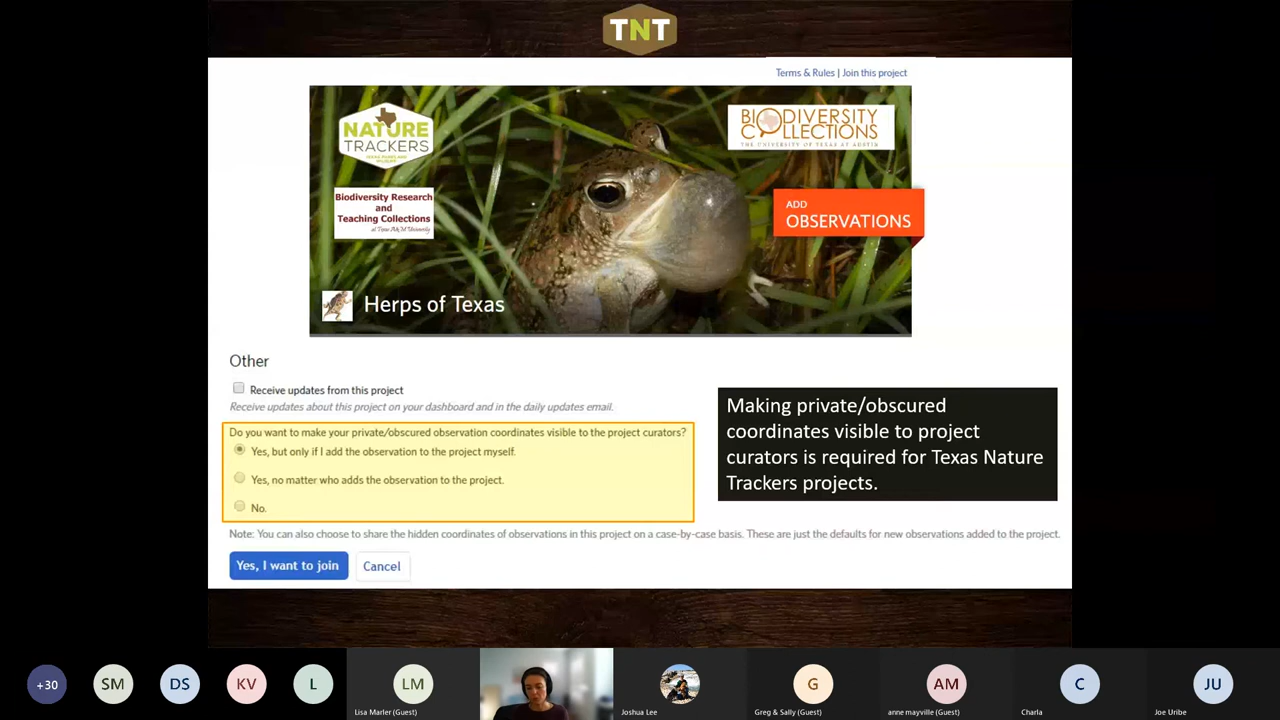 TNT
Terms & Rules | Join this project
NATURE
TRACKERS
TEXAS PARKS AND
WILDLIFE
BIODIVERSITY
COLLECTIONS
THE UNIVERSITY OF TEXAS AT AUSTIN
Biodiversity Research
and
Teaching Collections
at Texas A&M University
ADD
OBSERVATIONS
Herps of Texas
Other
Receive updates from this project
Receive updates about this project on your dashboard and in the daily updates email.
Do you want to make your private/obscured observation coordinates visible to the project curators?
Yes, but only if I add the observation to the project myself.
Yes, no matter who adds the observation to the project.
No.
Making private/obscured
coordinates visible to project
curators is required for Texas Nature
Trackers projects.
Note: You can also choose to share the hidden coordinates of observations in this project on a case-by-case basis. These are just the defaults for new observations added to the project.
Yes, I want to join
Cancel
+30
SM
DS
KV
L
LM
G
AM
C
JU
Lisa Marler (Guest)
Joshua Lee
Greg & Sally (Guest)
anne mayville (Guest)
Charla
Joe Uribe